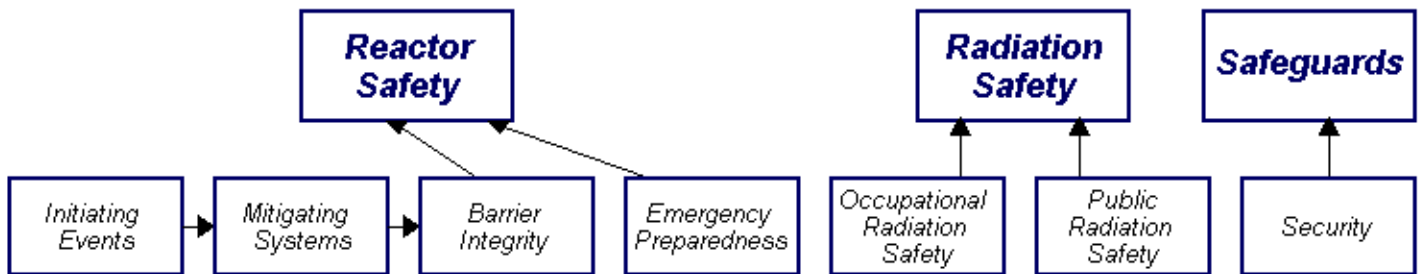 Reactor
Safety
Radiation
Safety
Safeguards
Initiating
Events
Mitigating
Systems
Barrier
Integrity
Emergency
Preparedness
Occupational
Radiation
Safety
Public
Radiation
Safety
Security